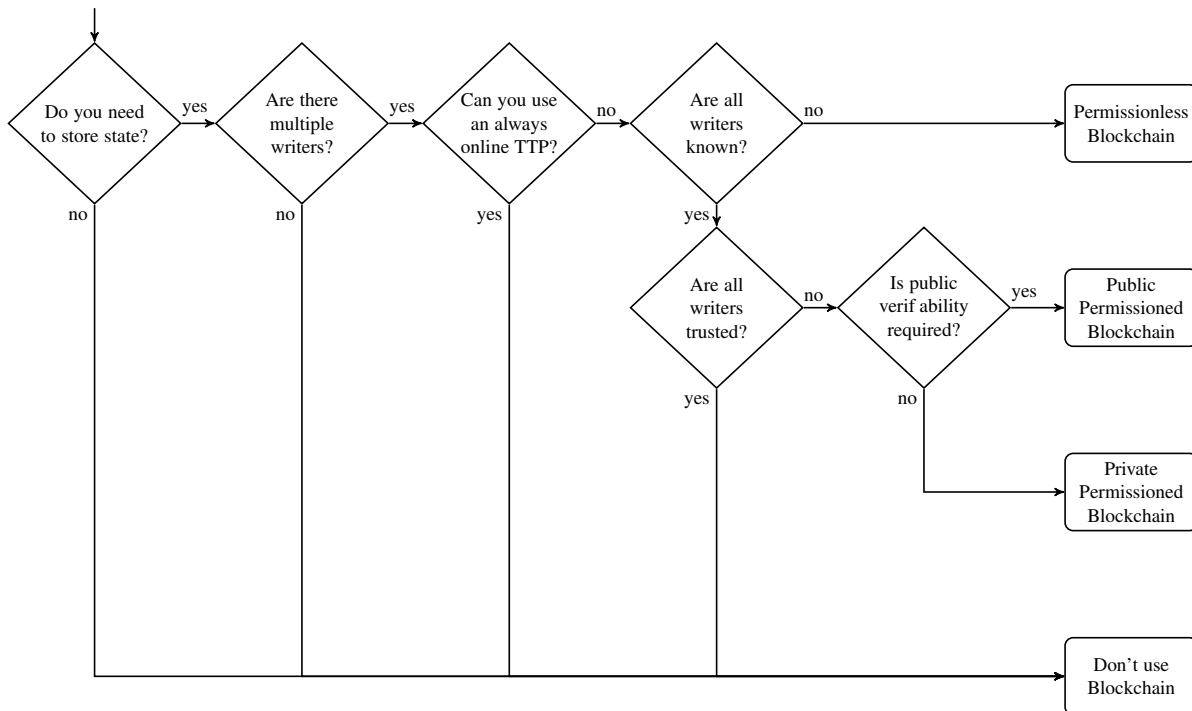 Do you need
to store state?
yes
no
Are there
multiple
writers?
yes
no
Can you use
an always
online TTP?
no
yes
Are all
writers
known?
no
yes
Permissionless
Blockchain
Are all
writers
trusted?
no
yes
Is public
verif ability
required?
yes
no
Public
Permissioned
Blockchain
Private
Permissioned
Blockchain
Don't use
Blockchain